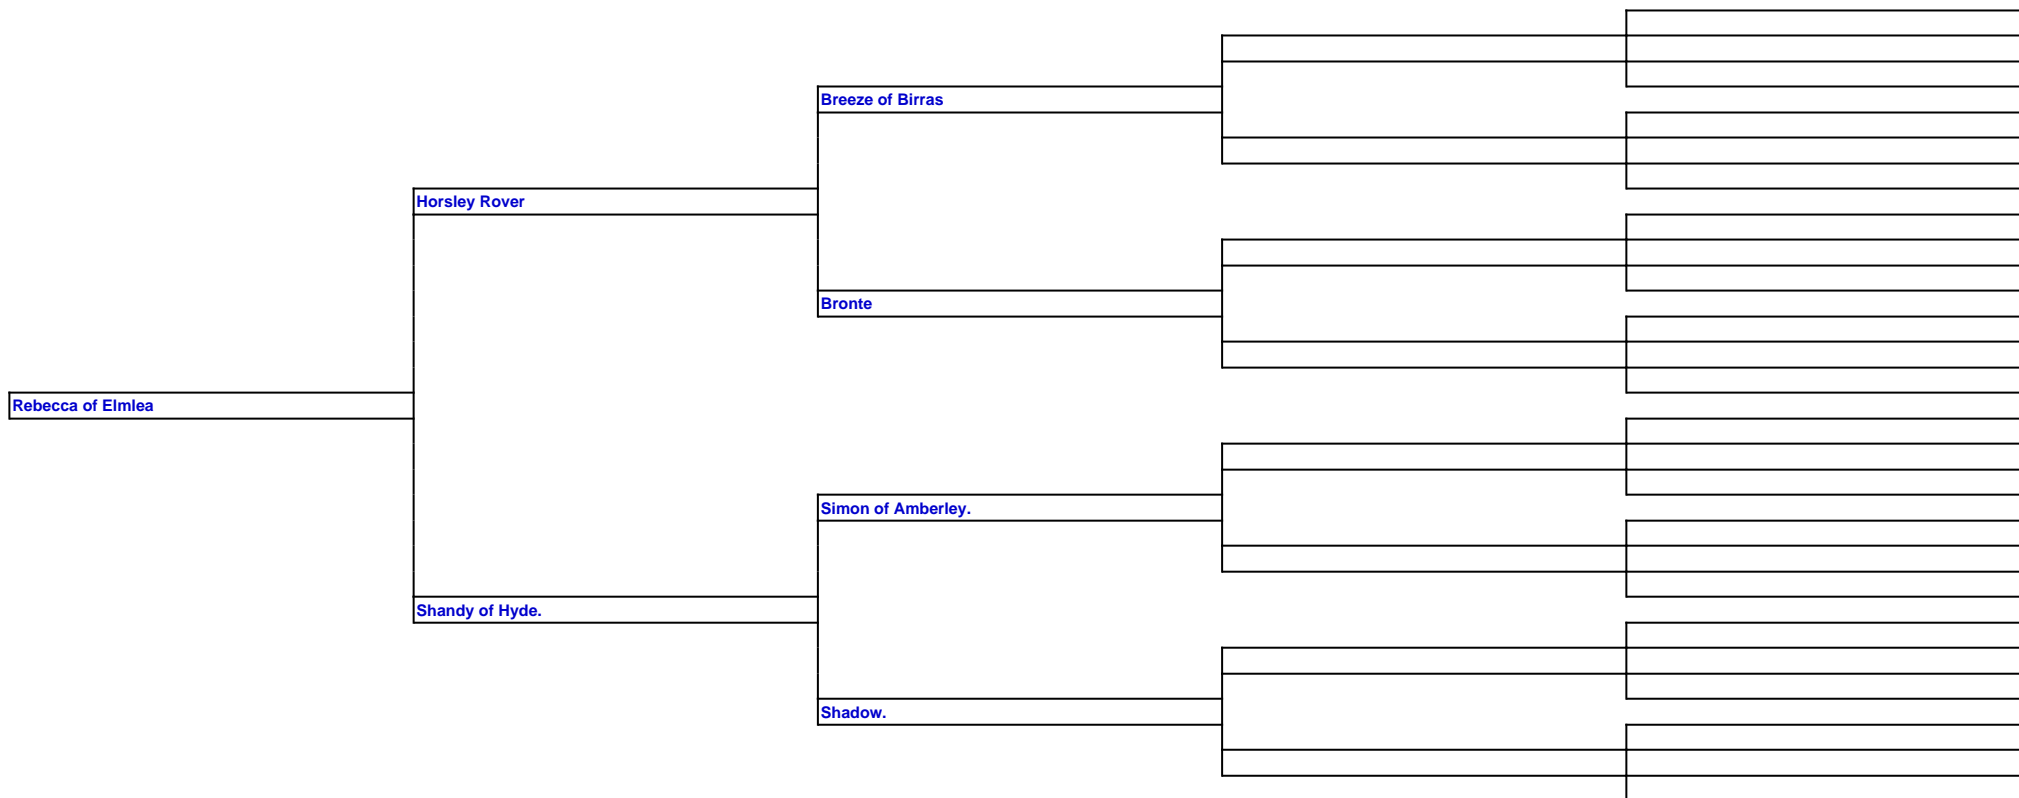 Breeze of Birras
Horsley Rover
Bronte
Rebecca of Elmlea
Simon of Amberley.
Shandy of Hyde.
Shadow.